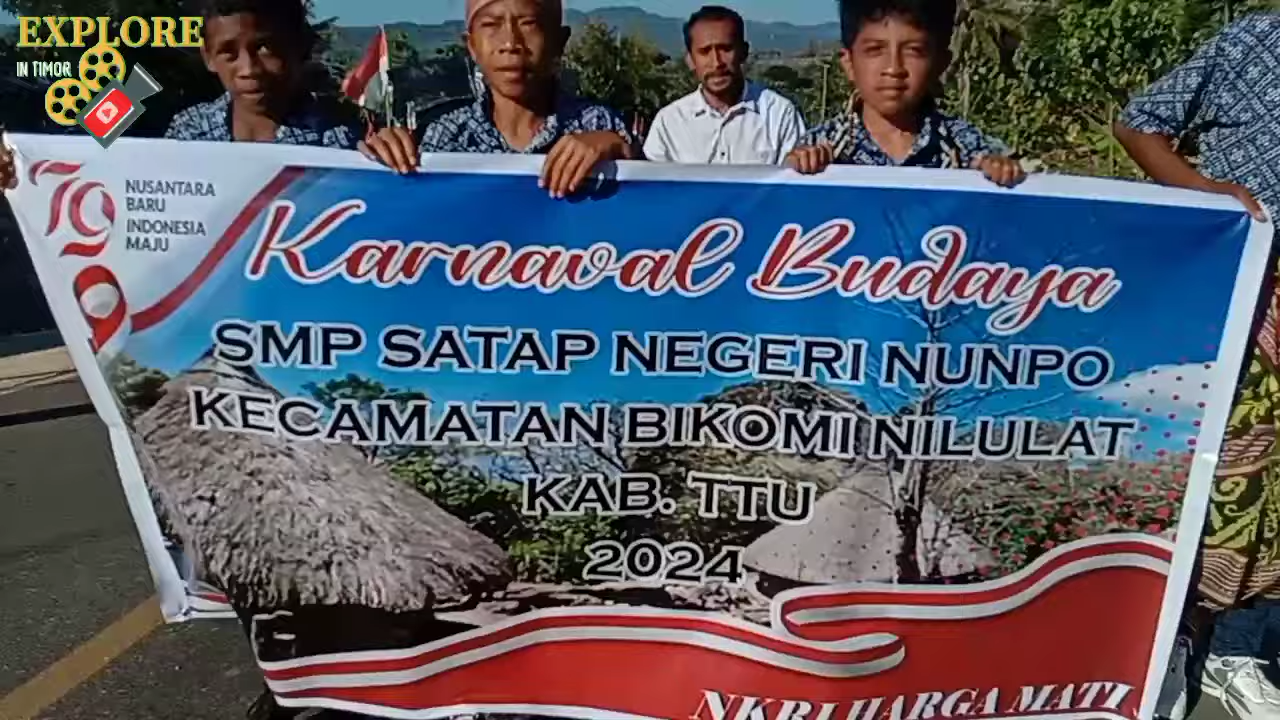 EXPLORE
IN TIMOR
79
NUSANTARA
BARU
INDONESIA
MAJU
Karnaval Budaya
SMP SATAP NEGERI NUNPO
KECAMATAN BIKOMI NILULAT
KAB. TTU
2024
NKRI HARGA MATI